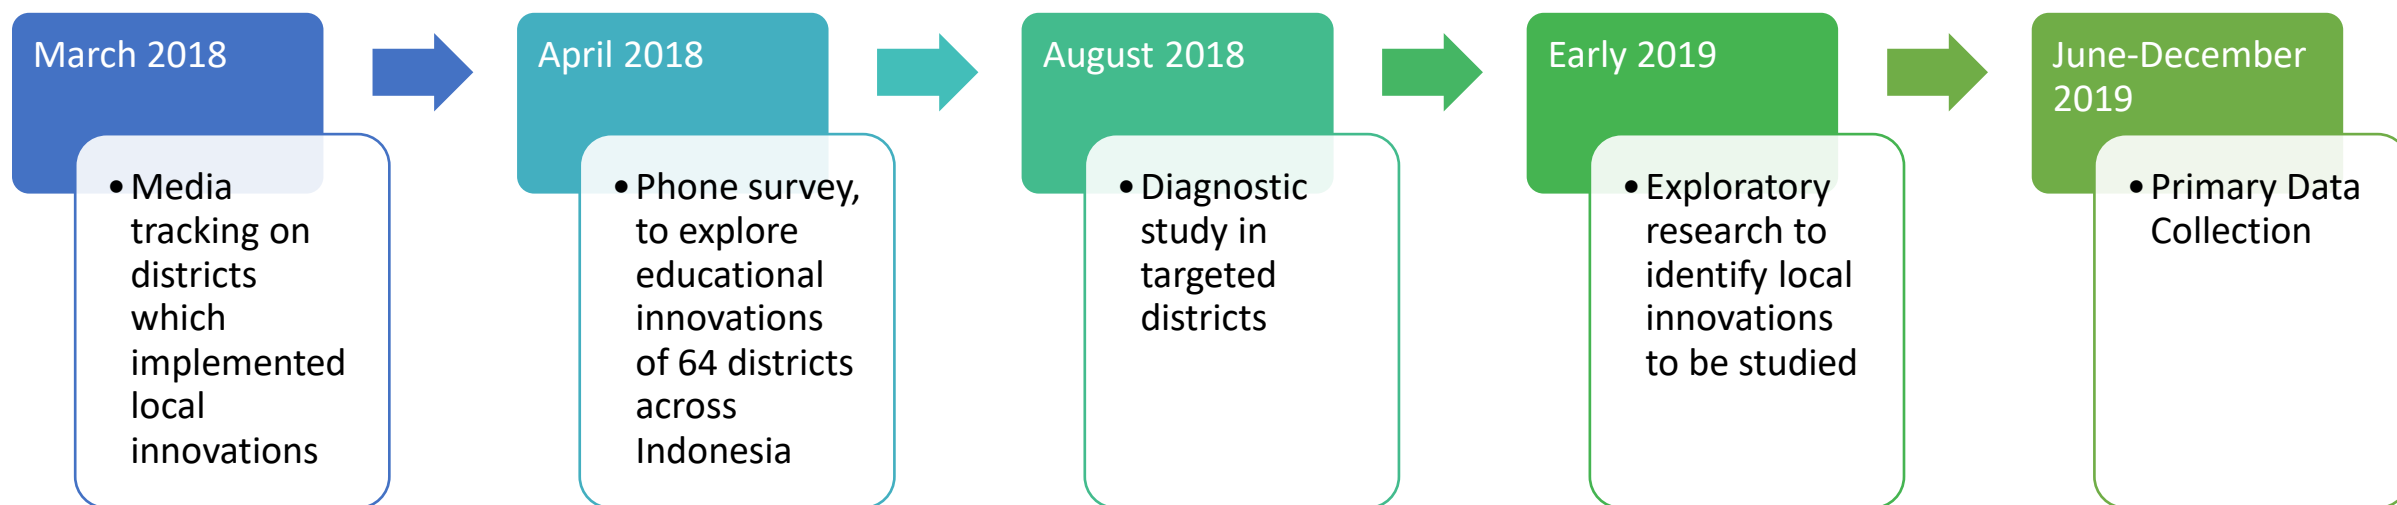 March 2018
• Media
tracking on
districts
which
implemented
local
innovations
April 2018
• Phone survey,
to explore
educational
innovations
of 64 districts
across
Indonesia
August 2018
• Diagnostic
study in
targeted
districts
Early 2019
• Exploratory
research to
identify local
innovations
to be studied
June-December
2019
• Primary Data
Collection